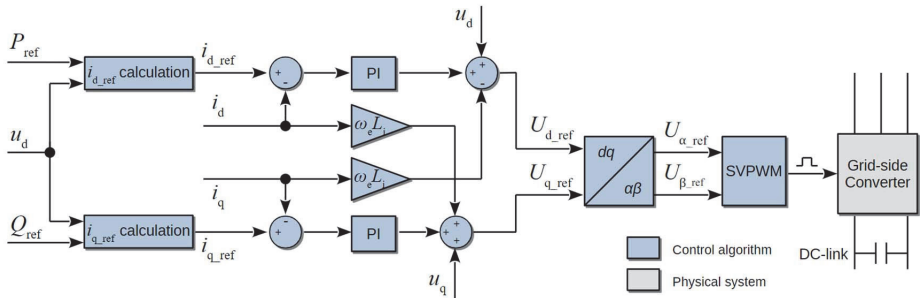 P_ref
i_d_ref calculation
i_d_ref
+
-
PI
u_d
+
+
-
i_d
ω_e L_i
u_d
U_d_ref
dq
αβ
U_α_ref
SVPWM
Grid-side
Converter
U_q_ref
U_β_ref
i_q
ω_e L_i
Q_ref
i_q_ref calculation
i_q_ref
-
+
PI
+
+
+
u_q
Control algorithm
DC-link
Physical system